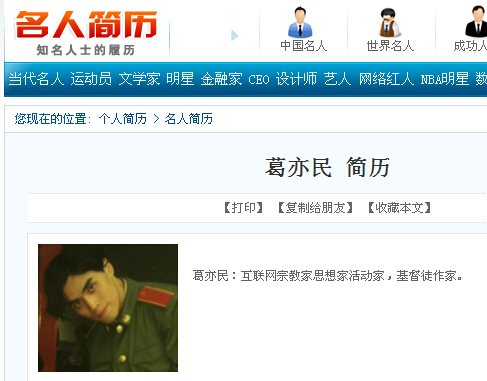 名人简历
知名人士的履历
中国名人 世界名人 成功人
当代名人 运动员 文学家 明星 金融家 CEO 设计师 艺人 网络红人 NBA明星 数
您现在的位置: 个人简历 > 名人简历
葛亦民 简历
【打印】 【复制给朋友】 【收藏本文】
葛亦民：互联网宗教家思想家活动家，基督徒作家。